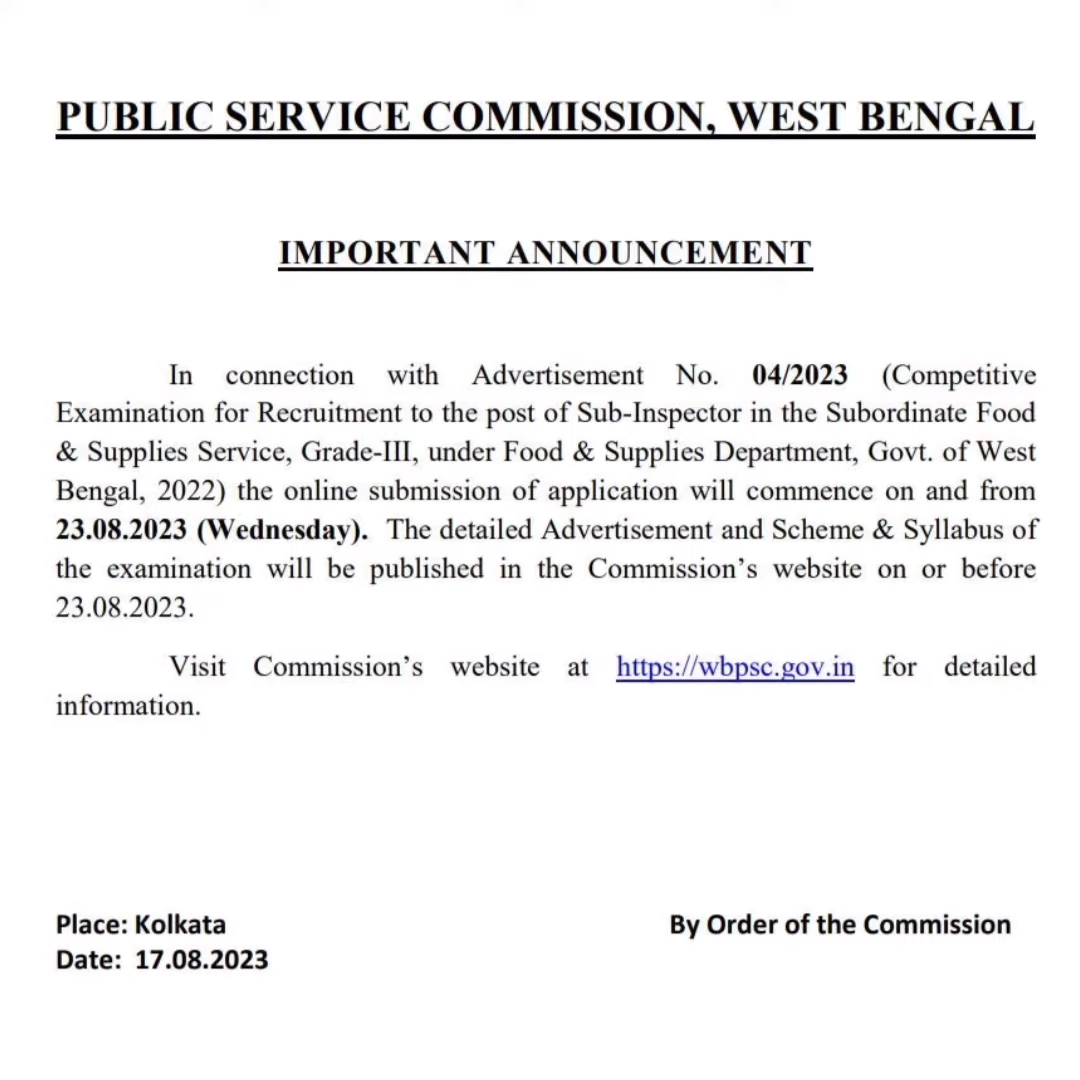 PUBLIC SERVICE COMMISSION, WEST BENGAL
IMPORTANT ANNOUNCEMENT
In connection with Advertisement No. 04/2023 (Competitive
Examination for Recruitment to the post of Sub-Inspector in the Subordinate Food
& Supplies Service, Grade-III, under Food & Supplies Department, Govt. of West
Bengal, 2022) the online submission of application will commence on and from
23.08.2023 (Wednesday). The detailed Advertisement and Scheme & Syllabus of
the examination will be published in the Commission’s website on or before
23.08.2023.
Visit Commission’s website at https://wbpsc.gov.in for detailed
information.
Place: Kolkata
By Order of the Commission
Date: 17.08.2023